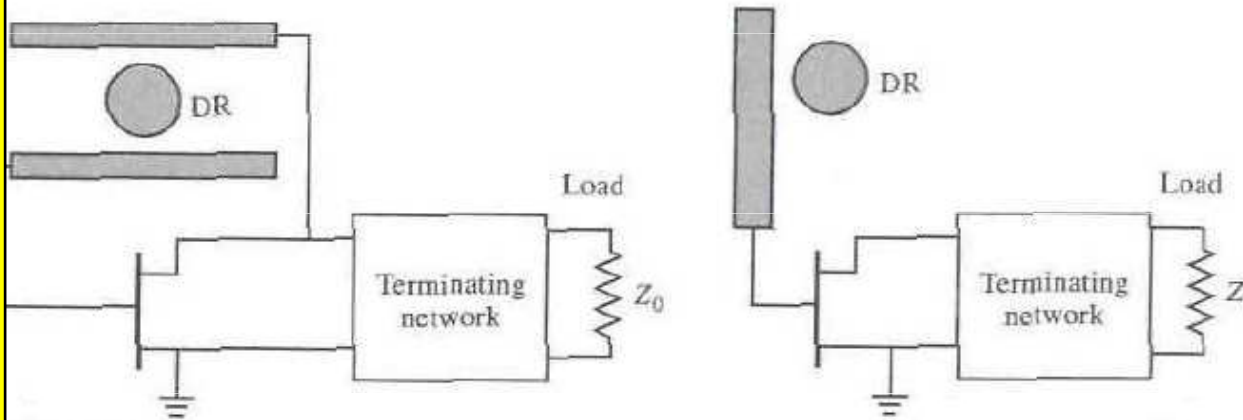 DR
Load
Terminating
network
Z0
DR
Load
Terminating
network
Z